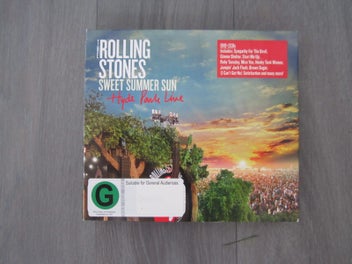 THE
ROLLING
STONES
SWEET SUMMER SUN
Hyde Park Live
DVD+2CDs
Includes: Sympathy For The Devil,
Gimme Shelter, Start Me Up,
Ruby Tuesday, Miss You, Honky Tonk Women,
Jumpin' Jack Flash, Brown Sugar,
(I Can't Get No) Satisfaction and many more!
G
Suitable for General Audiences